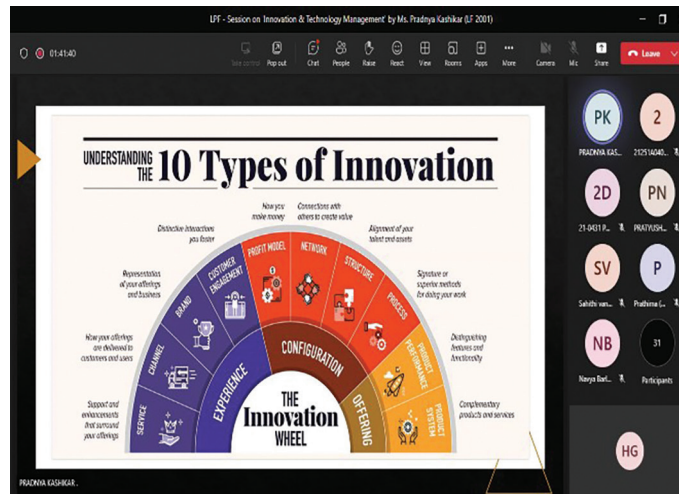 LPF - Session on 'Innovation & Technology Management' by Ms. Pradnya Kashikar (LF 2001)
01:41:40
Take control
Pop out
Chat
People
Raise
React
View
Rooms
Apps
More
Camera
Mic
Share
Leave
UNDERSTANDING
THE
10 Types of Innovation
How you
make money
Connections with
others to create value
Distinctive interactions
you foster
Alignment of your
talent and assets
Representation
of your offerings
and business
Signature or
superior methods
for doing your work
How your offerings
are delivered to
customers and users
Distinguishing
features and
functionality
Support and
enhancements
that surround
your offerings
Complementary
products and services
SERVICE
CHANNEL
BRAND
CUSTOMER
ENGAGEMENT
PROFIT MODEL
NETWORK
STRUCTURE
PROCESS
PRODUCT
PERFORMANCE
PRODUCT
SYSTEM
EXPERIENCE
CONFIGURATION
OFFERING
THE
Innovation
WHEEL
PK
PRADNYA KAS...
2
21251A040...
2D
21-0431 P...
PN
PRATYUSH...
SV
Sahithi van...
P
Prathima (...
NB
Navya Barl...
31
Participants
HG
PRADNYA KASHIKAR .